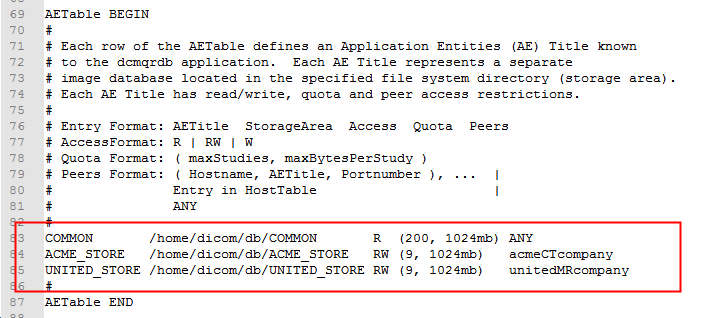 69 AETable BEGIN
70 #
71 # Each row of the AETable defines an Application Entities (AE) Title known
72 # to the dcmqrdb application.  Each AE Title represents a separate
73 # image database located in the specified file system directory (storage area).
74 # Each AE Title has read/write, quota and peer access restrictions.
75 #
76 # Entry Format: AETitle  StorageArea  Access  Quota  Peers
77 # AccessFormat: R | RW | W
78 # Quota Format: ( maxStudies, maxBytesPerStudy )
79 # Peers Format: ( Hostname, AETitle, Portnumber ), ...  |
80 #               Entry in HostTable                      |
81 #               ANY
82 #
83 COMMON       /home/dicom/db/COMMON       R  (200, 1024mb) ANY
84 ACME_STORE   /home/dicom/db/ACME_STORE   RW (9, 1024mb)   acmeCTcompany
85 UNITED_STORE /home/dicom/db/UNITED_STORE RW (9, 1024mb)   unitedMRcompany
86 #
87 AETable END